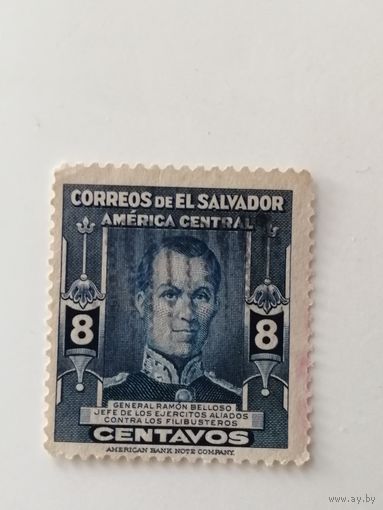 CORREOS DE EL SALVADOR
AMÉRICA CENTRAL
8 8
GENERAL RAMÓN BELLOSO
JEFE DE LOS EJERCITOS ALIADOS
CONTRA LOS FILIBUSTEROS
CENTAVOS
AMERICAN BANK NOTE COMPANY.
www.ay.by